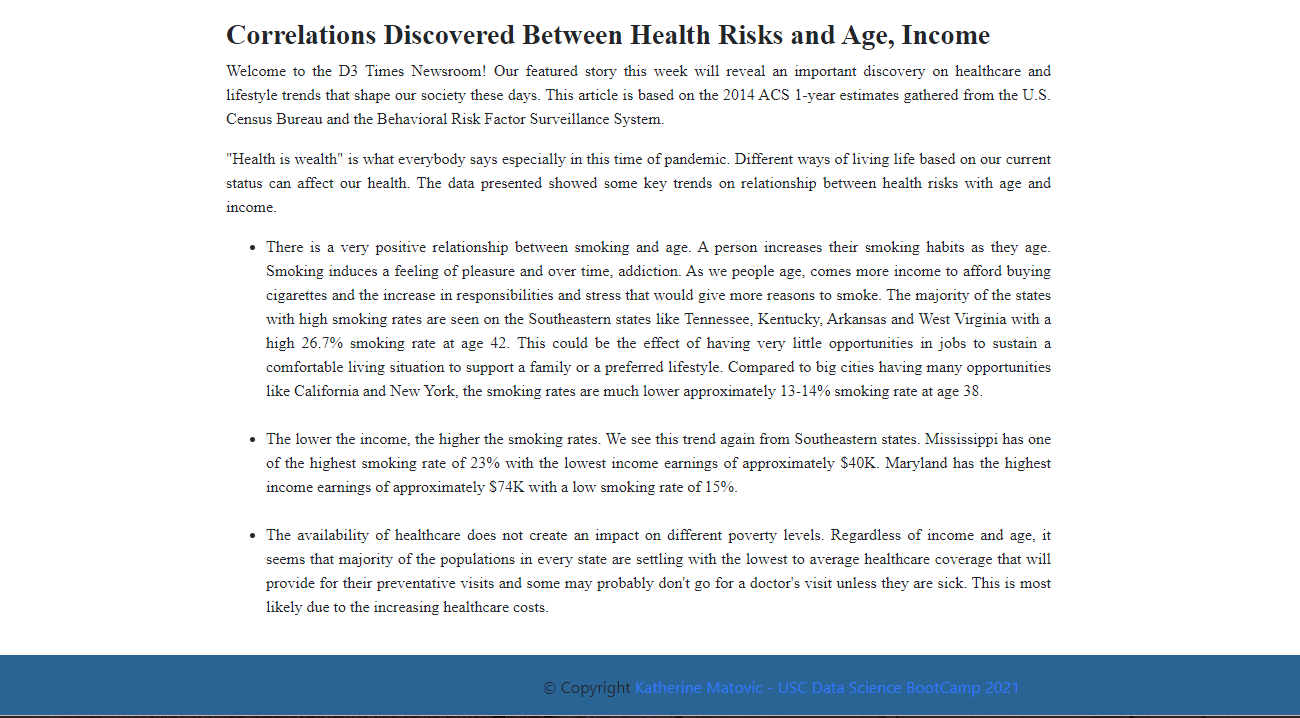 Correlations Discovered Between Health Risks and Age, Income
Welcome to the D3 Times Newsroom! Our featured story this week will reveal an important discovery on healthcare and
lifestyle trends that shape our society these days. This article is based on the 2014 ACS 1-year estimates gathered from the U.S.
Census Bureau and the Behavioral Risk Factor Surveillance System.
"Health is wealth" is what everybody says especially in this time of pandemic. Different ways of living life based on our current
status can affect our health. The data presented showed some key trends on relationship between health risks with age and
income.
• There is a very positive relationship between smoking and age. A person increases their smoking habits as they age.
Smoking induces a feeling of pleasure and over time, addiction. As we people age, comes more income to afford buying
cigarettes and the increase in responsibilities and stress that would give more reasons to smoke. The majority of the states
with high smoking rates are seen on the Southeastern states like Tennessee, Kentucky, Arkansas and West Virginia with a
high 26.7% smoking rate at age 42. This could be the effect of having very little opportunities in jobs to sustain a
comfortable living situation to support a family or a preferred lifestyle. Compared to big cities having many opportunities
like California and New York, the smoking rates are much lower approximately 13-14% smoking rate at age 38.
• The lower the income, the higher the smoking rates. We see this trend again from Southeastern states. Mississippi has one
of the highest smoking rate of 23% with the lowest income earnings of approximately $40K. Maryland has the highest
income earnings of approximately $74K with a low smoking rate of 15%.
• The availability of healthcare does not create an impact on different poverty levels. Regardless of income and age, it
seems that majority of the populations in every state are settling with the lowest to average healthcare coverage that will
provide for their preventative visits and some may probably don't go for a doctor's visit unless they are sick. This is most
likely due to the increasing healthcare costs.
© Copyright Katherine Matovic - USC Data Science BootCamp 2021